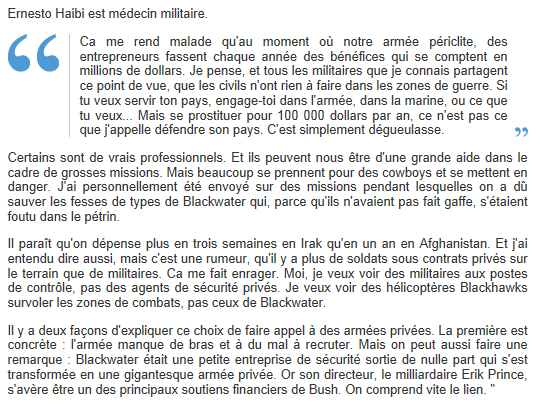 Ernesto Haibi est médecin militaire.
“
Ca me rend malade qu'au moment où notre armée périclite, des
entrepreneurs fassent chaque année des bénéfices qui se comptent en
millions de dollars. Je pense, et tous les militaires que je connais partagent
ce point de vue, que les civils n'ont rien à faire dans les zones de guerre. Si
tu veux servir ton pays, engage-toi dans l'armée, dans la marine, ou ce que
tu veux... Mais se prostituer pour 100 000 dollars par an, ce n'est pas ce
que j'appelle défendre son pays. C'est simplement dégueulasse.
”
Certains sont de vrais professionnels. Et ils peuvent nous être d'une grande aide dans le
cadre de grosses missions. Mais beaucoup se prennent pour des cowboys et se mettent en
danger. J'ai personnellement été envoyé sur des missions pendant lesquelles on a dû
sauver les fesses de types de Blackwater qui, parce qu'ils n'avaient pas fait gaffe, s'étaient
foutu dans le pétrin.
Il paraît qu'on dépense plus en trois semaines en Irak qu'en un an en Afghanistan. Et j'ai
entendu dire aussi, mais c'est une rumeur, qu'il y a plus de soldats sous contrats privés sur
le terrain que de militaires. Ca me fait enrager. Moi, je veux voir des militaires aux postes
de contrôle, pas des agents de sécurité privés. Je veux voir des hélicoptères Blackhawks
survoler les zones de combats, pas ceux de Blackwater.
Il y a deux façons d'expliquer ce choix de faire appel à des armées privées. La première est
concrète : l'armée manque de bras et à du mal à recruter. Mais on peut aussi faire une
remarque : Blackwater était une petite entreprise de sécurité sortie de nulle part qui s'est
transformée en une gigantesque armée privée. Or son directeur, le milliardaire Erik Prince,
s'avère être un des principaux soutiens financiers de Bush. On comprend vite le lien. "